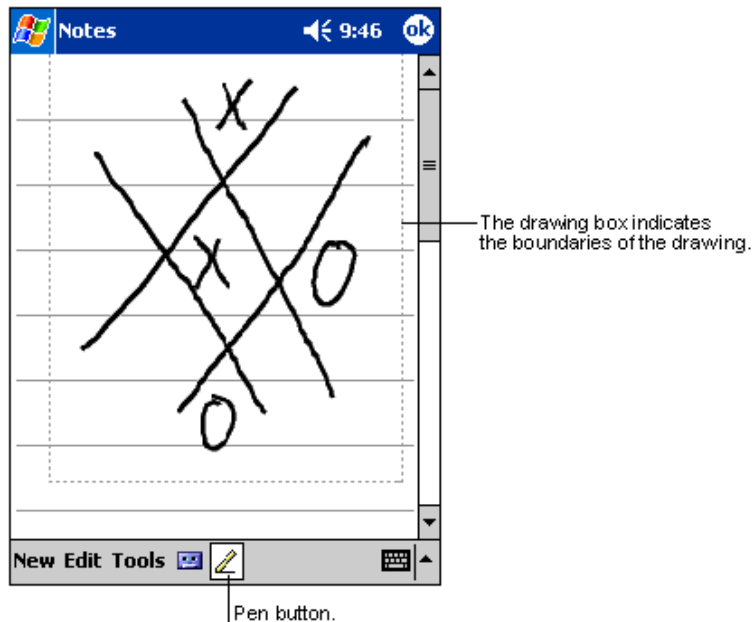 Notes 9:46 ok
X
X O
O
The drawing box indicates
the boundaries of the drawing.
New Edit Tools
Pen button.